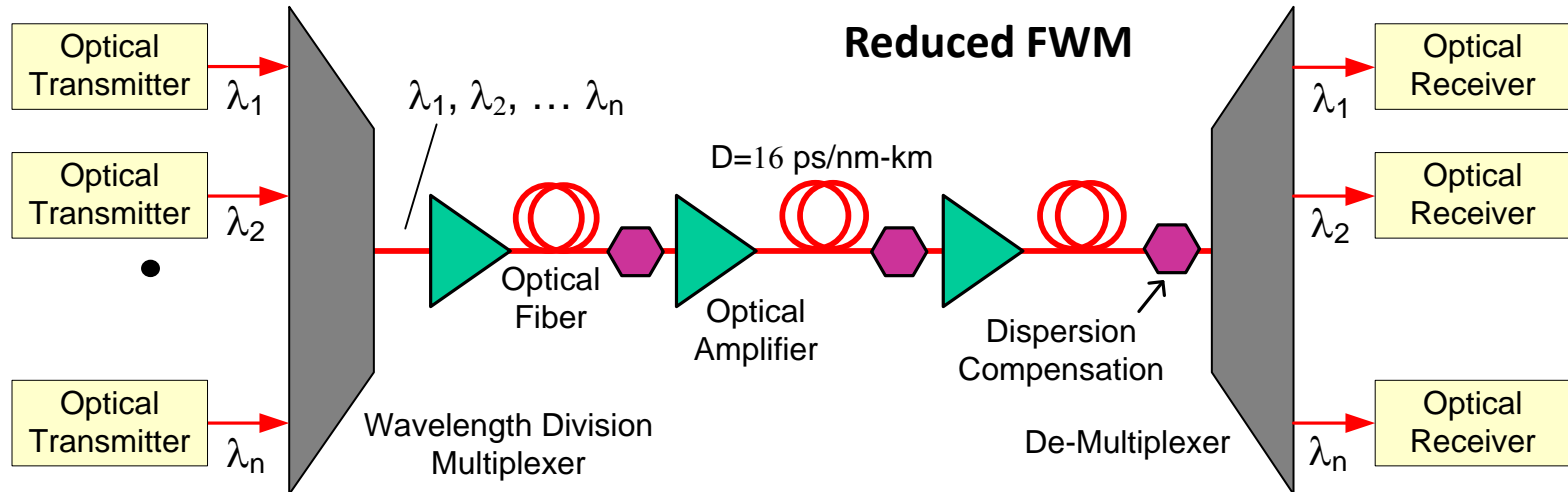 Reduced FWM
Optical
Transmitter
λ1
Optical
Transmitter
λ2
Optical
Transmitter
λn
λ1, λ2, … λn
D=16 ps/nm-km
Optical
Fiber
Optical
Amplifier
Dispersion
Compensation
Wavelength Division
Multiplexer
De-Multiplexer
λ1
Optical
Receiver
λ2
Optical
Receiver
λn
Optical
Receiver